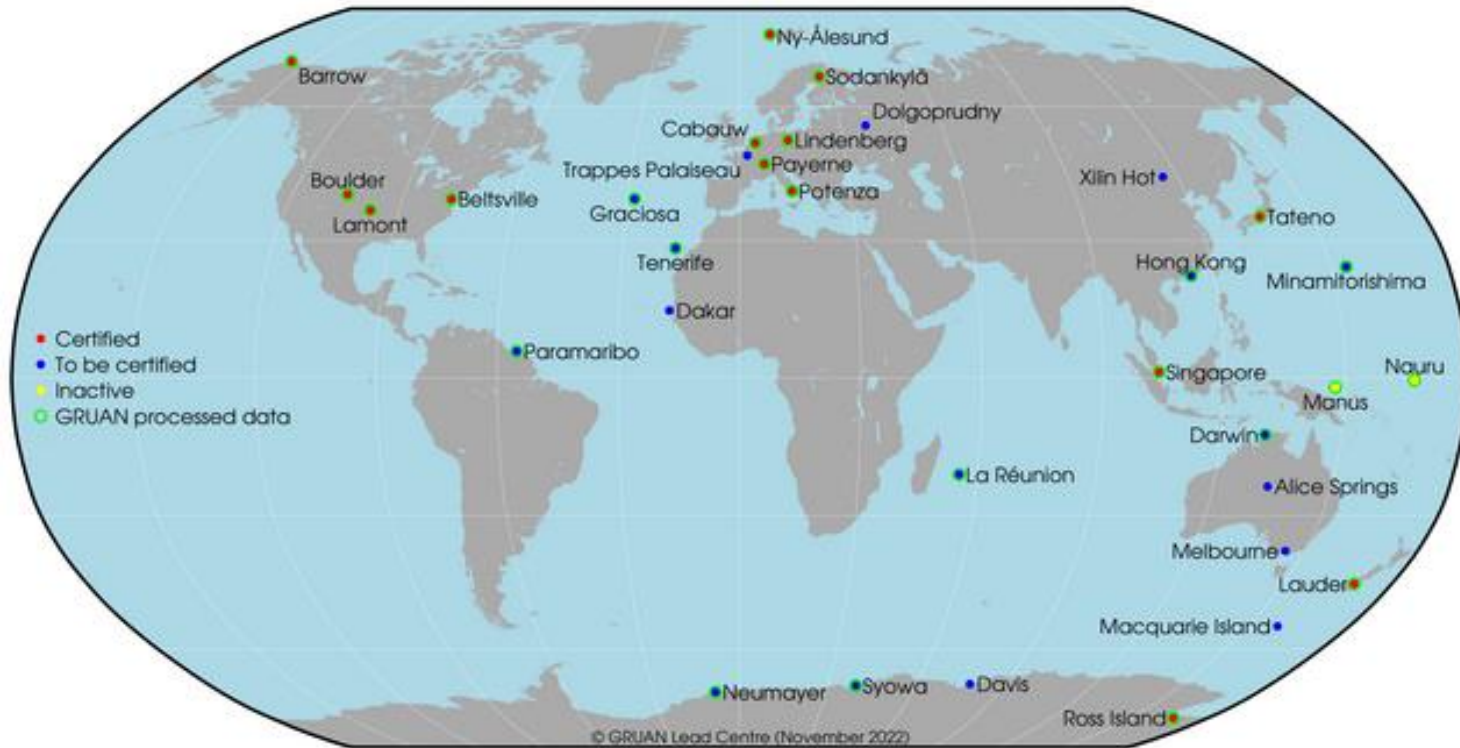 Ny-Ålesund
Barrow
Sodankylä
Dolgoprudny
Cabauw
Lindenberg
Trappes Palaiseau
Payerne
Xilin Hot
Boulder
Beltsville
Potenza
Graciosa
Lamont
Tateno
Tenerife
Hong Kong
Minamitorishima
Dakar
Certified
To be certified
Inactive
GRUAN processed data
Paramaribo
Singapore
Nauru
Manus
Darwin
La Réunion
Alice Springs
Melbourne
Lauder
Macquarie Island
Neumayer
Syowa
Davis
Ross Island
© GRUAN Lead Centre (November 2022)